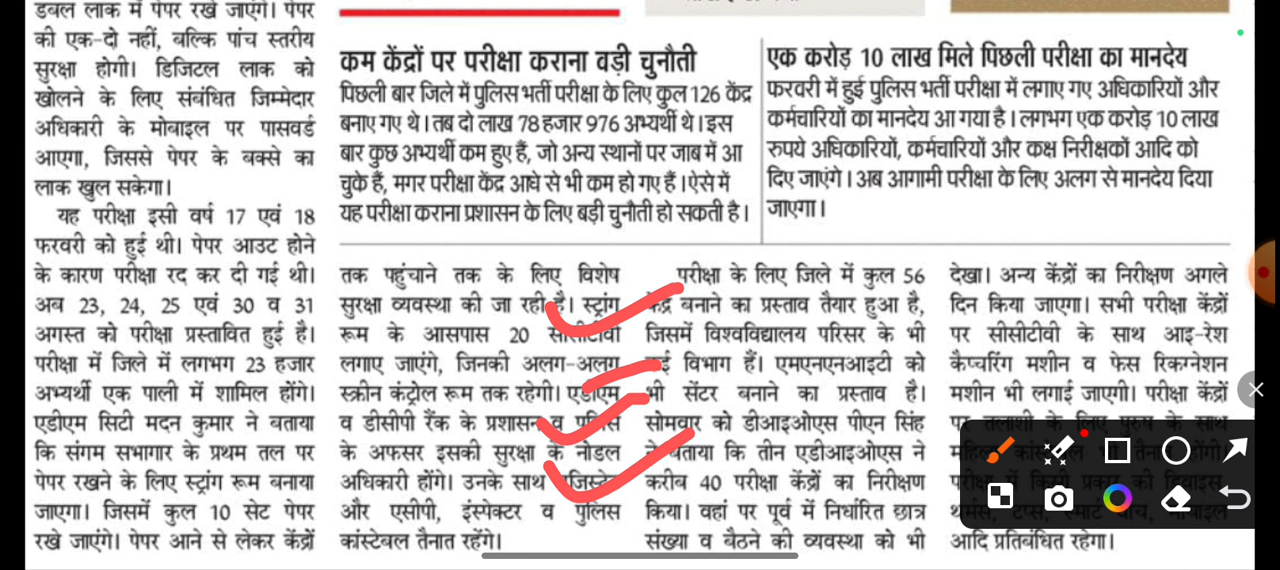 डबल लाक में पेपर रखे जाएंगे। पेपर
की एक-दो नहीं, बल्कि पांच स्तरीय
सुरक्षा होगी। डिजिटल लाक को
खोलने के लिए संबंधित जिम्मेदार
अधिकारी के मोबाइल पर पासवर्ड
आएगा, जिससे पेपर के बक्से का
लाक खुल सकेगा।
यह परीक्षा इसी वर्ष 17 एवं 18
फरवरी को हुई थी। पेपर आउट होने
के कारण परीक्षा रद कर दी गई थी।
अब 23, 24, 25 एवं 30 व 31
अगस्त को परीक्षा प्रस्तावित हुई है।
परीक्षा में जिले में लगभग 23 हजार
अभ्यर्थी एक पाली में शामिल होंगे।
एडीएम सिटी मदन कुमार ने बताया
कि संगम सभागार के प्रथम तल पर
पेपर रखने के लिए स्ट्रांग रूम बनाया
जाएगा। जिसमें कुल 10 सेट पेपर
रखे जाएंगे। पेपर आने से लेकर केंद्रों
कम केंद्रों पर परीक्षा कराना बड़ी चुनौती
पिछली बार जिले में पुलिस भर्ती परीक्षा के लिए कुल 126 केंद्र
बनाए गए थे। तब दो लाख 78 हजार 976 अभ्यर्थी थे। इस
बार कुछ अभ्यर्थी कम हुए हैं, जो अन्य स्थानों पर जाब में आ
चुके हैं, मगर परीक्षा केंद्र आधे से भी कम हो गए हैं। ऐसे में
यह परीक्षा कराना प्रशासन के लिए बड़ी चुनौती हो सकती है।
एक करोड़ 10 लाख मिले पिछली परीक्षा का मानदेय
फरवरी में हुई पुलिस भर्ती परीक्षा में लगाए गए अधिकारियों और
कर्मचारियों का मानदेय आ गया है। लगभग एक करोड़ 10 लाख
रुपये अधिकारियों, कर्मचारियों और कक्ष निरीक्षकों आदि को
दिए जाएंगे। अब आगामी परीक्षा के लिए अलग से मानदेय दिया
जाएगा।
तक पहुंचाने तक के लिए विशेष
सुरक्षा व्यवस्था की जा रही है। स्ट्रांग
रूम के आसपास 20 सीसीटीवी
लगाए जाएंगे, जिनकी अलग-अलग
स्क्रीन कंट्रोल रूम तक रहेगी। एडीएम
व डीसीपी रैंक के प्रशासन व पुलिस
के अफसर इसकी सुरक्षा के नोडल
अधिकारी होंगे। उनके साथ
और एसीपी, इंस्पेक्टर व पुलिस
कांस्टेबल तैनात रहेंगे।
परीक्षा के लिए जिले में कुल 56
केंद्र बनाने का प्रस्ताव तैयार हुआ है,
जिसमें विश्वविद्यालय परिसर के भी
कई विभाग हैं। एमएनएनआइटी को
भी सेंटर बनाने का प्रस्ताव है।
सोमवार को डीआइओएस पीएन सिंह
ने बताया कि तीन एडीआइओएस ने
करीब 40 परीक्षा केंद्रों का निरीक्षण
किया। वहां पर पूर्व में निर्धारित छात्र
संख्या व बैठने की व्यवस्था को भी
देखा। अन्य केंद्रों का निरीक्षण अगले
दिन किया जाएगा। सभी परीक्षा केंद्रों
पर सीसीटीवी के साथ आइ-रेश
कैप्चरिंग मशीन व फेस रिकग्नेशन
मशीन भी लगाई जाएगी। परीक्षा केंद्रों
पर तलाशी के लिए पुरुष के साथ
आदि प्रतिबंधित रहेगा।